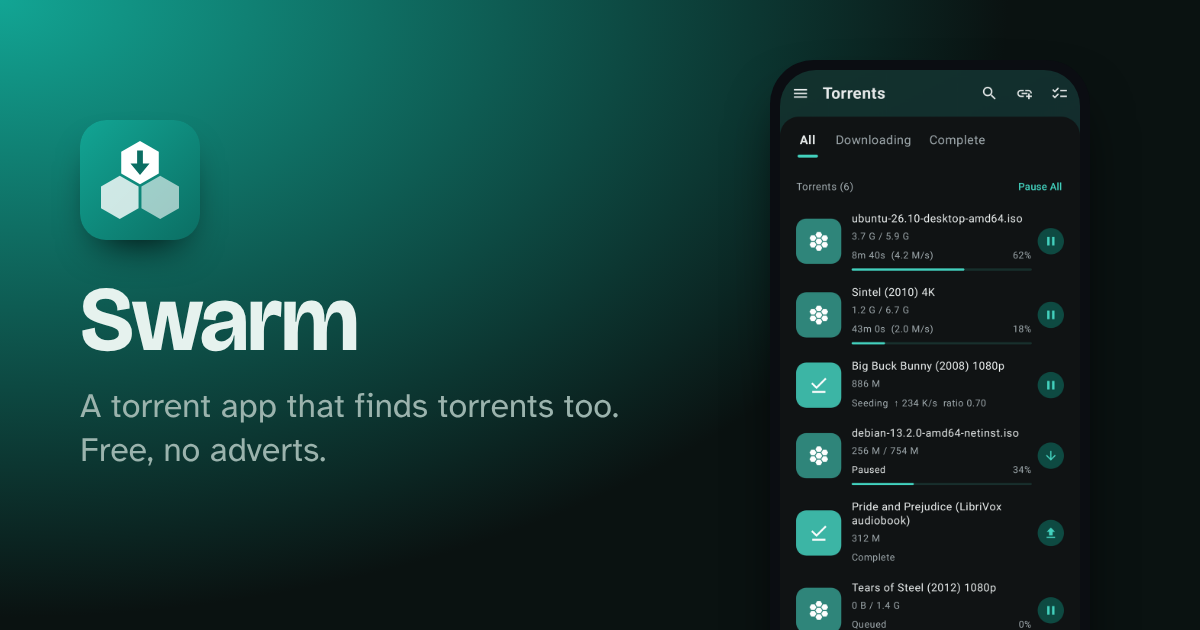 Swarm
A torrent app that finds torrents too.
Free, no adverts.
Torrents
All Downloading Complete
Torrents (6) Pause All
ubuntu-26.10-desktop-amd64.iso
3.7 G / 5.9 G
8m 40s (4.2 M/s) 62%
Sintel (2010) 4K
1.2 G / 6.7 G
43m 0s (2.0 M/s) 18%
Big Buck Bunny (2008) 1080p
886 M
Seeding ↑ 234 K/s ratio 0.70
debian-13.2.0-amd64-netinst.iso
256 M / 754 M
Paused 34%
Pride and Prejudice (LibriVox
audiobook)
312 M
Complete
Tears of Steel (2012) 1080p
0 B / 1.4 G
Queued 0%